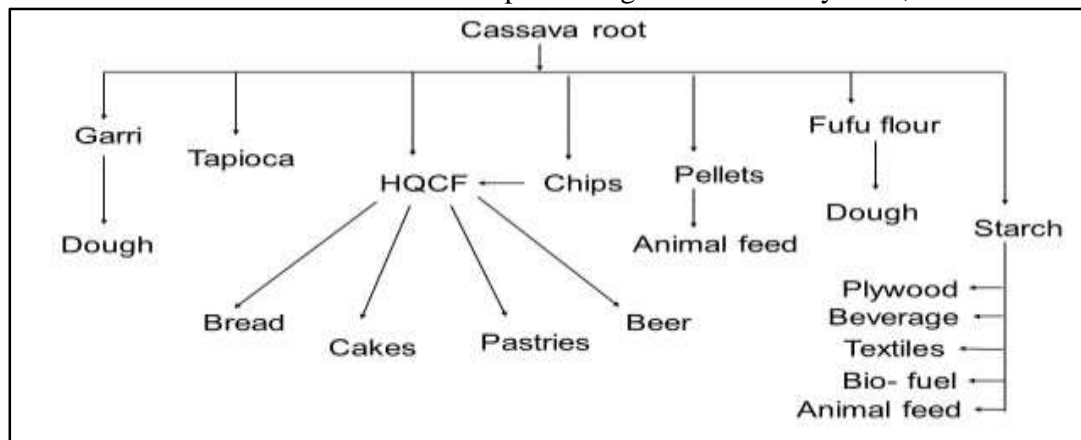 Cassava root
Garri
Tapioca
HQCF
Chips
Pellets
Fufu flour
Dough
Animal feed
Dough
Starch
Bread
Cakes
Pastries
Beer
Plywood
Beverage
Textiles
Bio- fuel
Animal feed